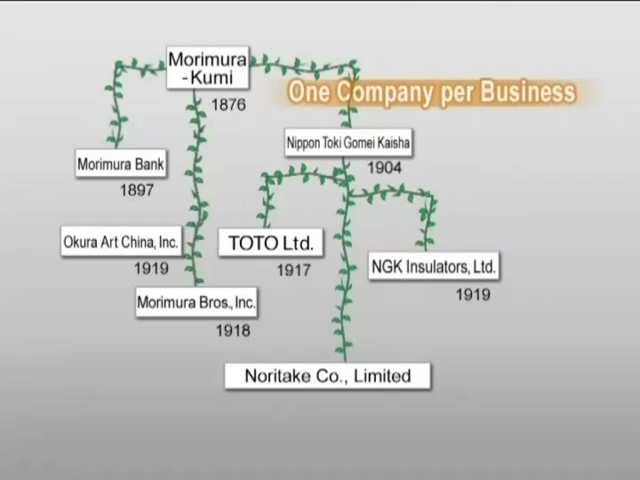 Morimura
-Kumi
1876
One Company per Business
Nippon Toki Gomei Kaisha
1904
Morimura Bank
1897
Okura Art China, Inc.
1919
TOTO Ltd.
1917
NGK Insulators, Ltd.
1919
Morimura Bros., Inc.
1918
Noritake Co., Limited